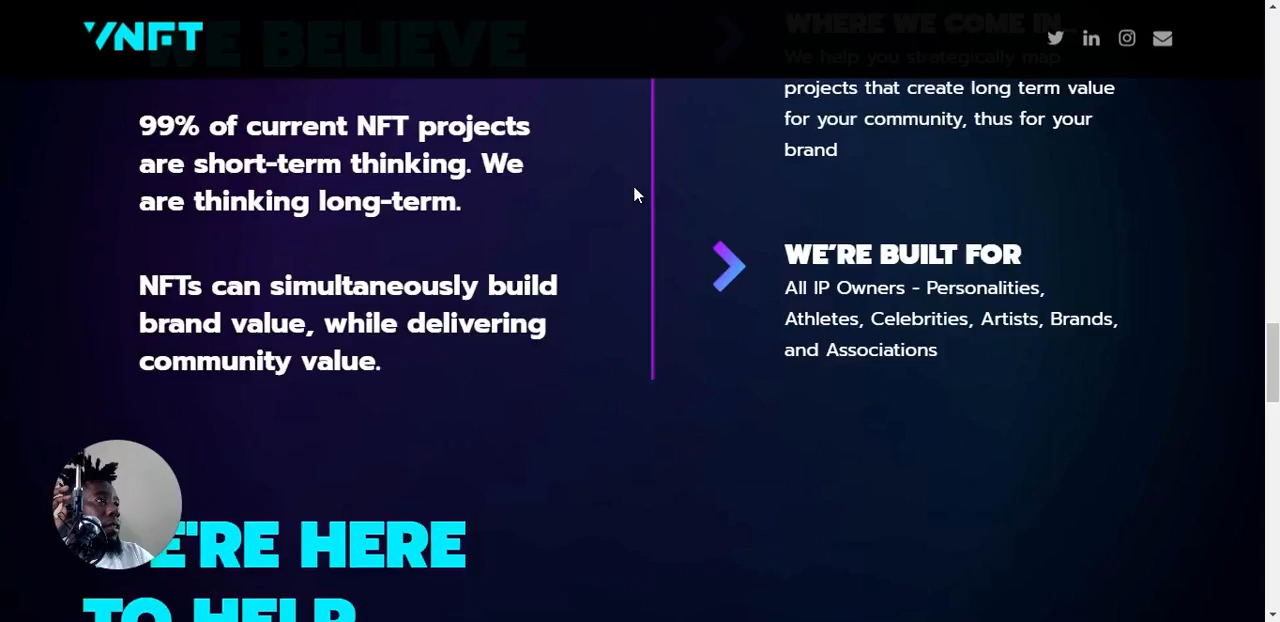 VNFT
WE BELIEVE
99% of current NFT projects
are short-term thinking. We
are thinking long-term.
NFTs can simultaneously build
brand value, while delivering
community value.
WHERE WE COME IN
We help you strategically map
projects that create long term value
for your community, thus for your
brand
WE'RE BUILT FOR
All IP Owners - Personalities,
Athletes, Celebrities, Artists, Brands,
and Associations
E'RE HERE
TO HELP